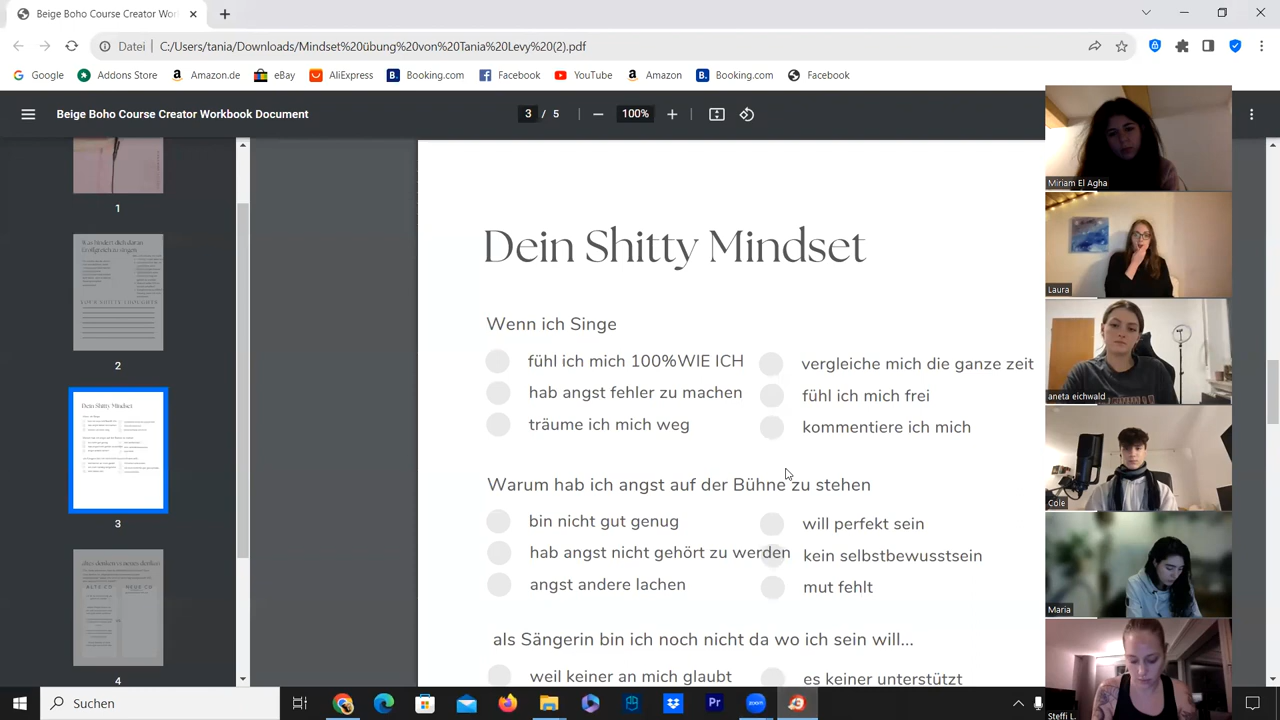 Beige Boho Course Creator Workb
Datei C:/Users/tania/Downloads/Mindset%20übung%20von%20Tania%20Levy%20(2).pdf
Google Addons Store Amazon.de eBay AliExpress Booking.com Facebook YouTube Amazon Booking.com Facebook
Beige Boho Course Creator Workbook Document
3 / 5
100%
1
2
Dein Shitty Mindset
3
4
Dein Shitty Mindset
Wenn ich Singe
fühl ich mich 100%WIE ICH
vergleiche mich die ganze zeit
hab angst fehler zu machen
fühl ich mich frei
träume ich mich weg
kommentiere ich mich
Warum hab ich angst auf der Bühne zu stehen
bin nicht gut genug
will perfekt sein
hab angst nicht gehört zu werden
kein selbstbewusstsein
angst andere lachen
mut fehlt
als Sängerin bin ich noch nicht da wo ich sein will...
weil keiner an mich glaubt
es keiner unterstützt
Miriam El Agha
Laura
aneta eichwald
Cole
Maria
Steffi L.
Suchen
zoom